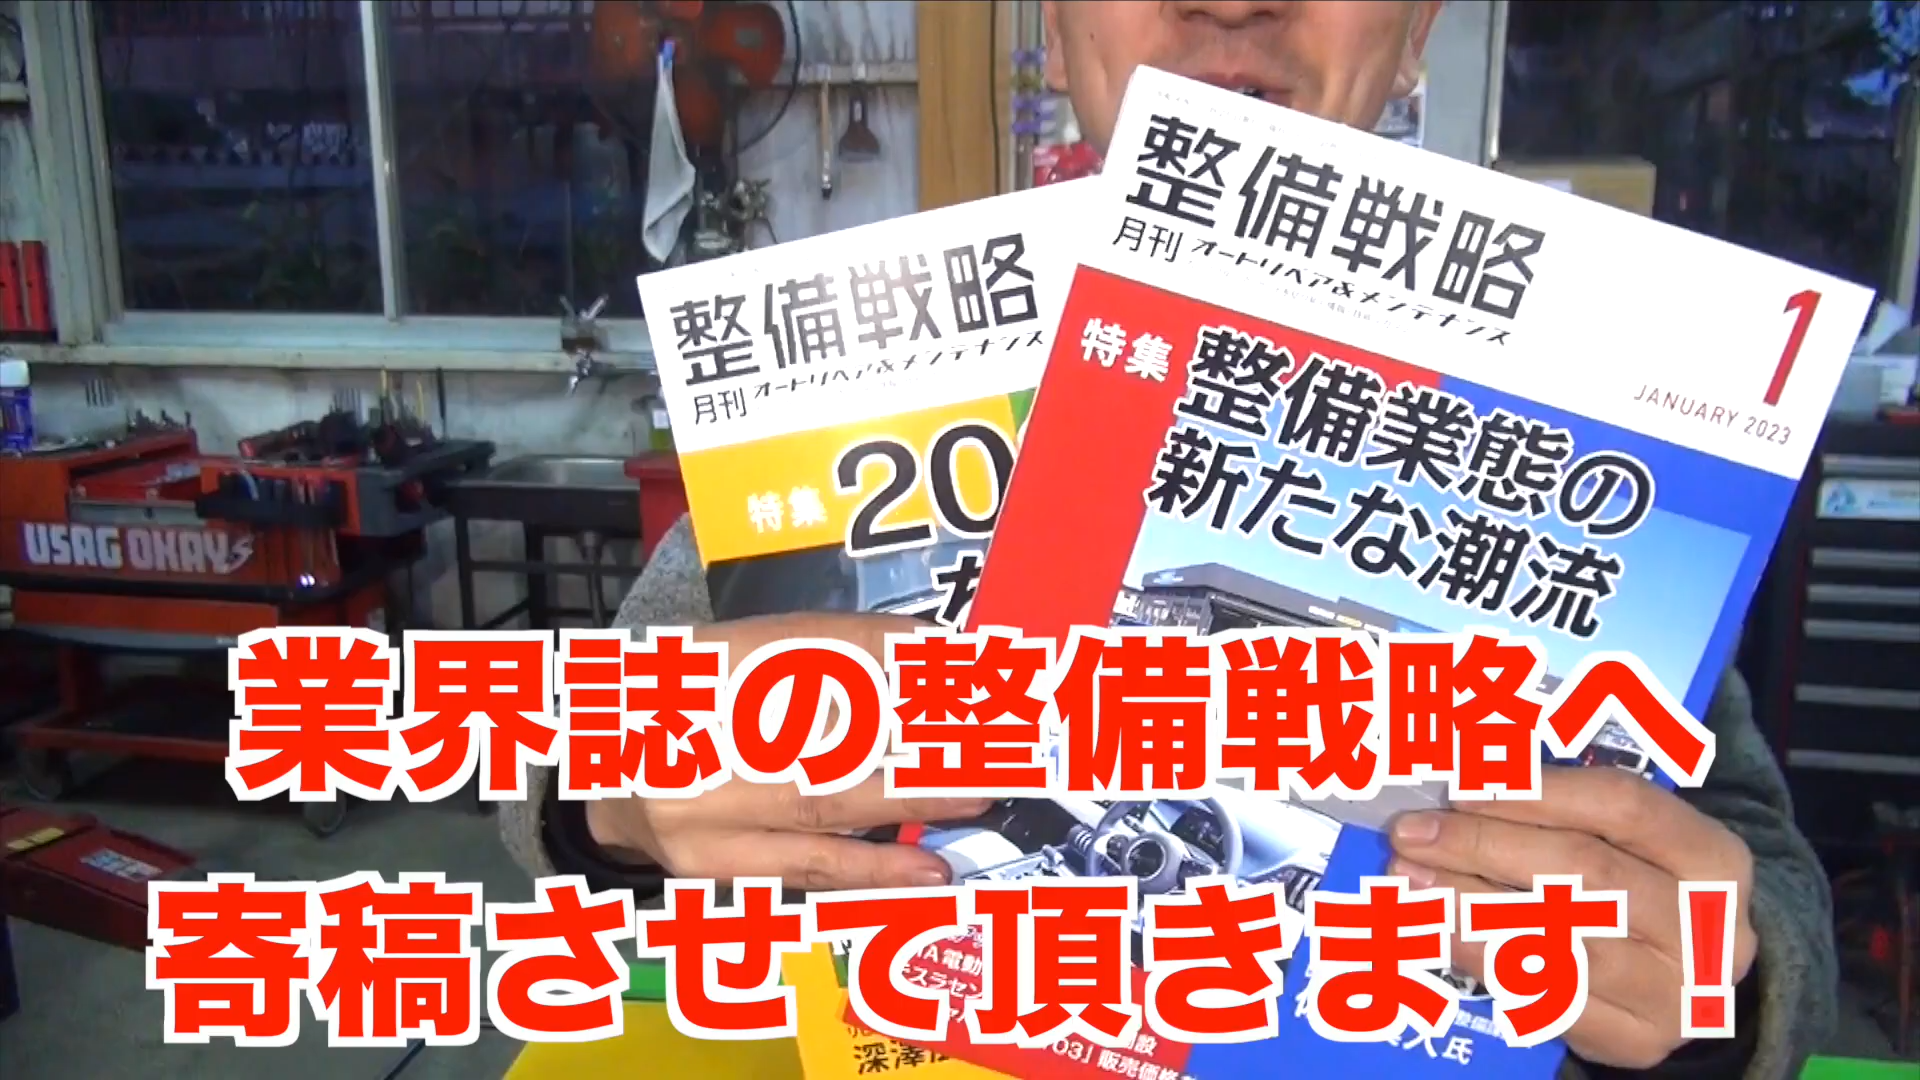 整備戦略
月刊 オートリペア&メンテナンス
特集 20
整備戦略
月刊 オートリペア&メンテナンス
1
JANUARY 2023
特集 整備業態の
新たな潮流
USAG OKAYs
業界誌の整備戦略へ
寄稿させて頂きます！